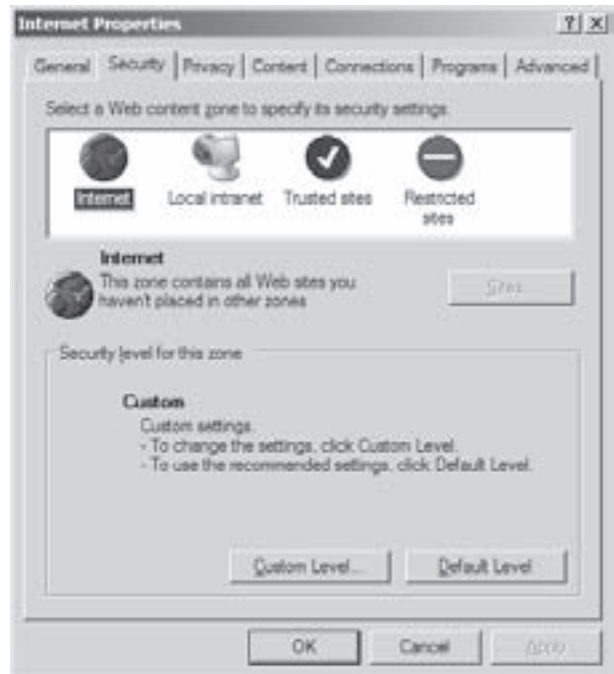 Internet Properties
? X
General Security Privacy Content Connections Programs Advanced
Select a Web content zone to specify its security settings.
Internet Local intranet Trusted sites Restricted sites
Internet
This zone contains all Web sites you
haven't placed in other zones
Sites...
Security level for this zone
Custom
Custom settings.
- To change the settings, click Custom Level.
- To use the recommended settings, click Default Level.
Custom Level... Default Level
OK Cancel Apply